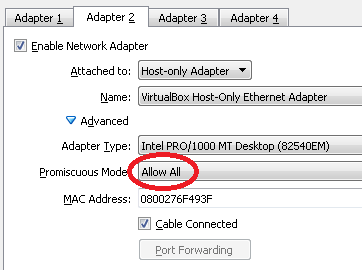 Adapter 1 Adapter 2 Adapter 3 Adapter 4
Enable Network Adapter
Attached to: Host-only Adapter
Name: VirtualBox Host-Only Ethernet Adapter
Advanced
Adapter Type: Intel PRO/1000 MT Desktop (82540EM)
Promiscuous Mode: Allow All
MAC Address: 0800276F493F
Cable Connected
Port Forwarding